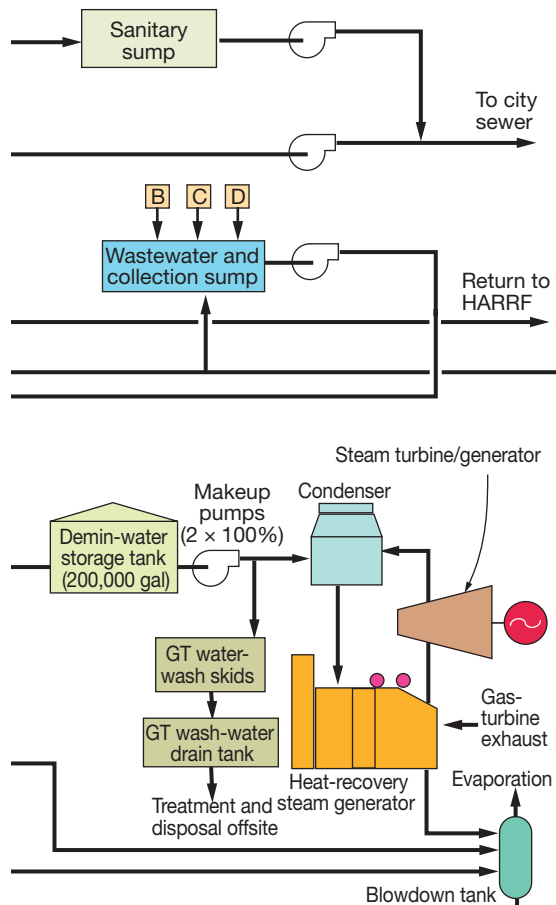 Sanitary
sump
To city
sewer
B
C
D
Wastewater and
collection sump
Return to
HARRF
Steam turbine/generator
Makeup
pumps
(2 × 100%)
Condenser
Demin-water
storage tank
(200,000 gal)
GT water-
wash skids
GT wash-water
drain tank
Treatment and
disposal offsite
Heat-recovery
steam generator
Gas-
turbine
exhaust
Evaporation
Blowdown tank